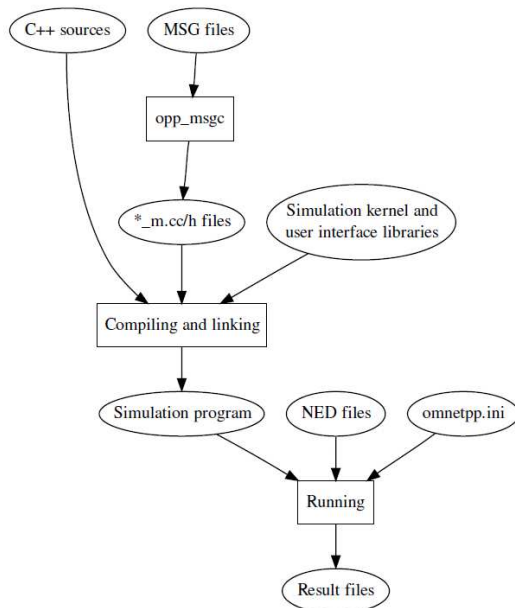 C++ sources
MSG files
opp_msgc
*_m.cc/h files
Simulation kernel and
user interface libraries
Compiling and linking
Simulation program
NED files
omnetpp.ini
Running
Result files